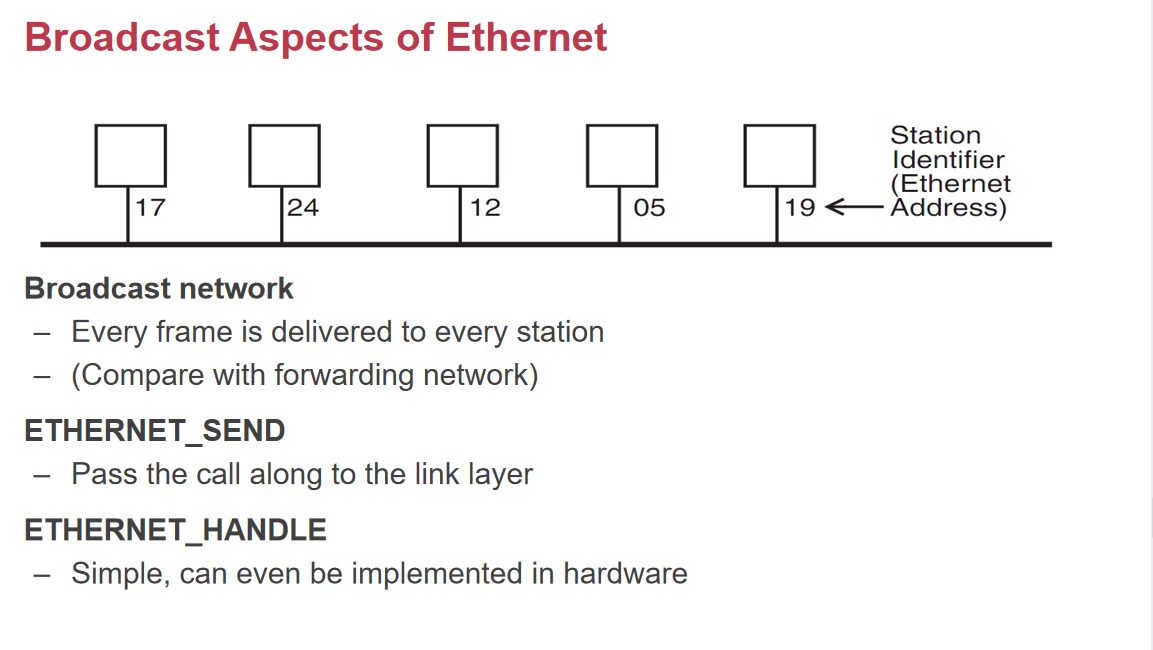 Broadcast Aspects of Ethernet
17
24
12
05
19
Station
Identifier
(Ethernet
Address)
Broadcast network
– Every frame is delivered to every station
– (Compare with forwarding network)
ETHERNET_SEND
– Pass the call along to the link layer
ETHERNET_HANDLE
– Simple, can even be implemented in hardware